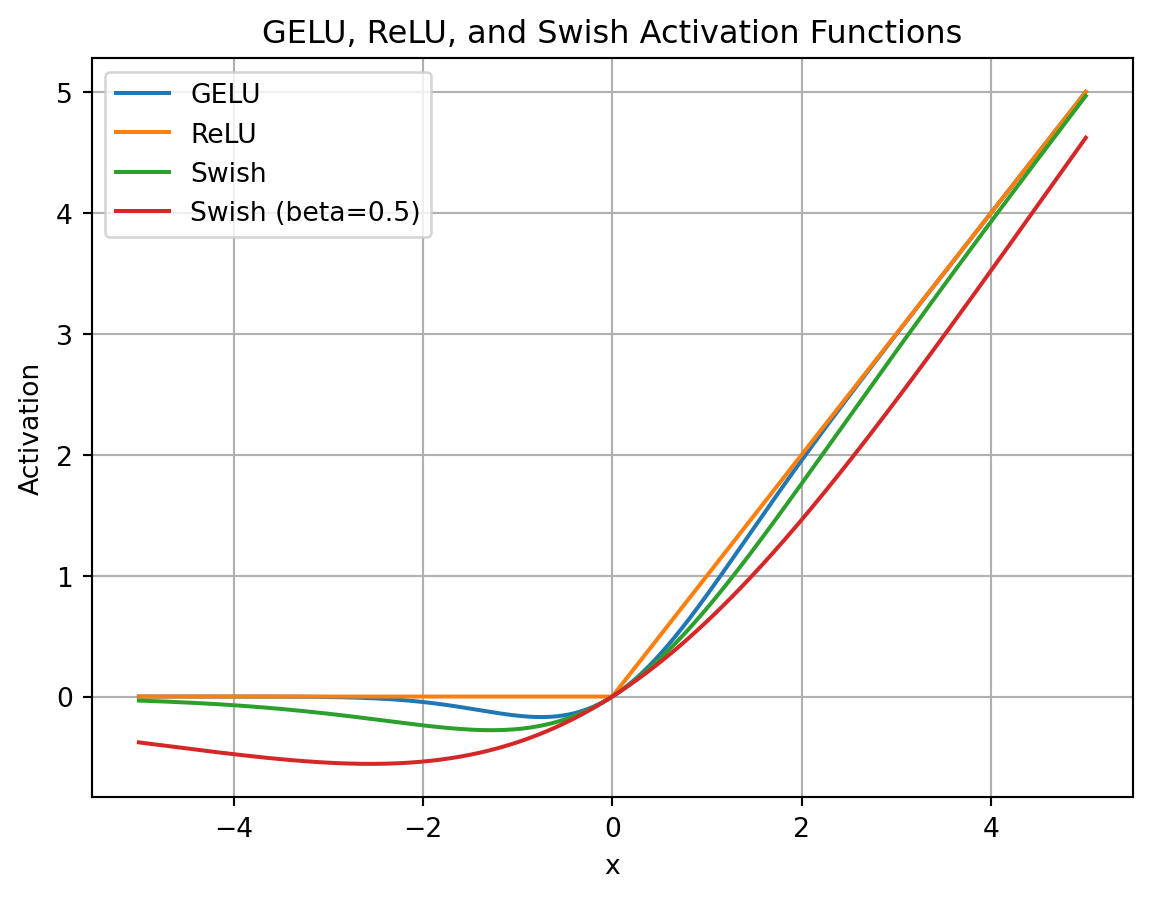 GELU, ReLU, and Swish Activation Functions
GELU
ReLU
Swish
Swish (beta=0.5)
5
4
3
2
1
0
Activation
−4
−2
0
2
4
x